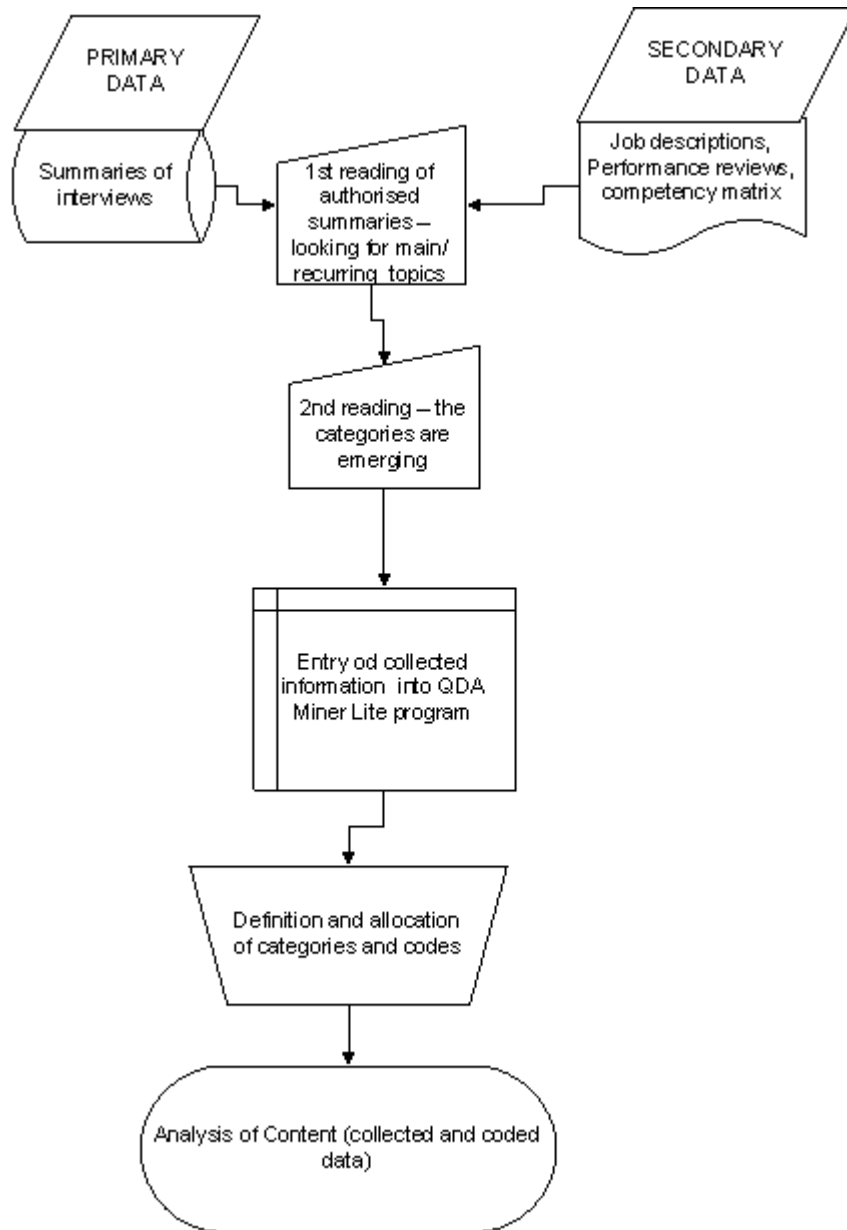 PRIMARY
DATA
SECONDARY
DATA
Summaries of
interviews
1st reading of
authorised
summaries –
looking for main/
recurring topics
Job descriptions,
Performance reviews,
competency matrix
2nd reading – the
categories are
emerging
Entry od collected
information into QDA
Miner Lite program
Definition and allocation
of categories and codes
Analysis of Content (collected and coded
data)